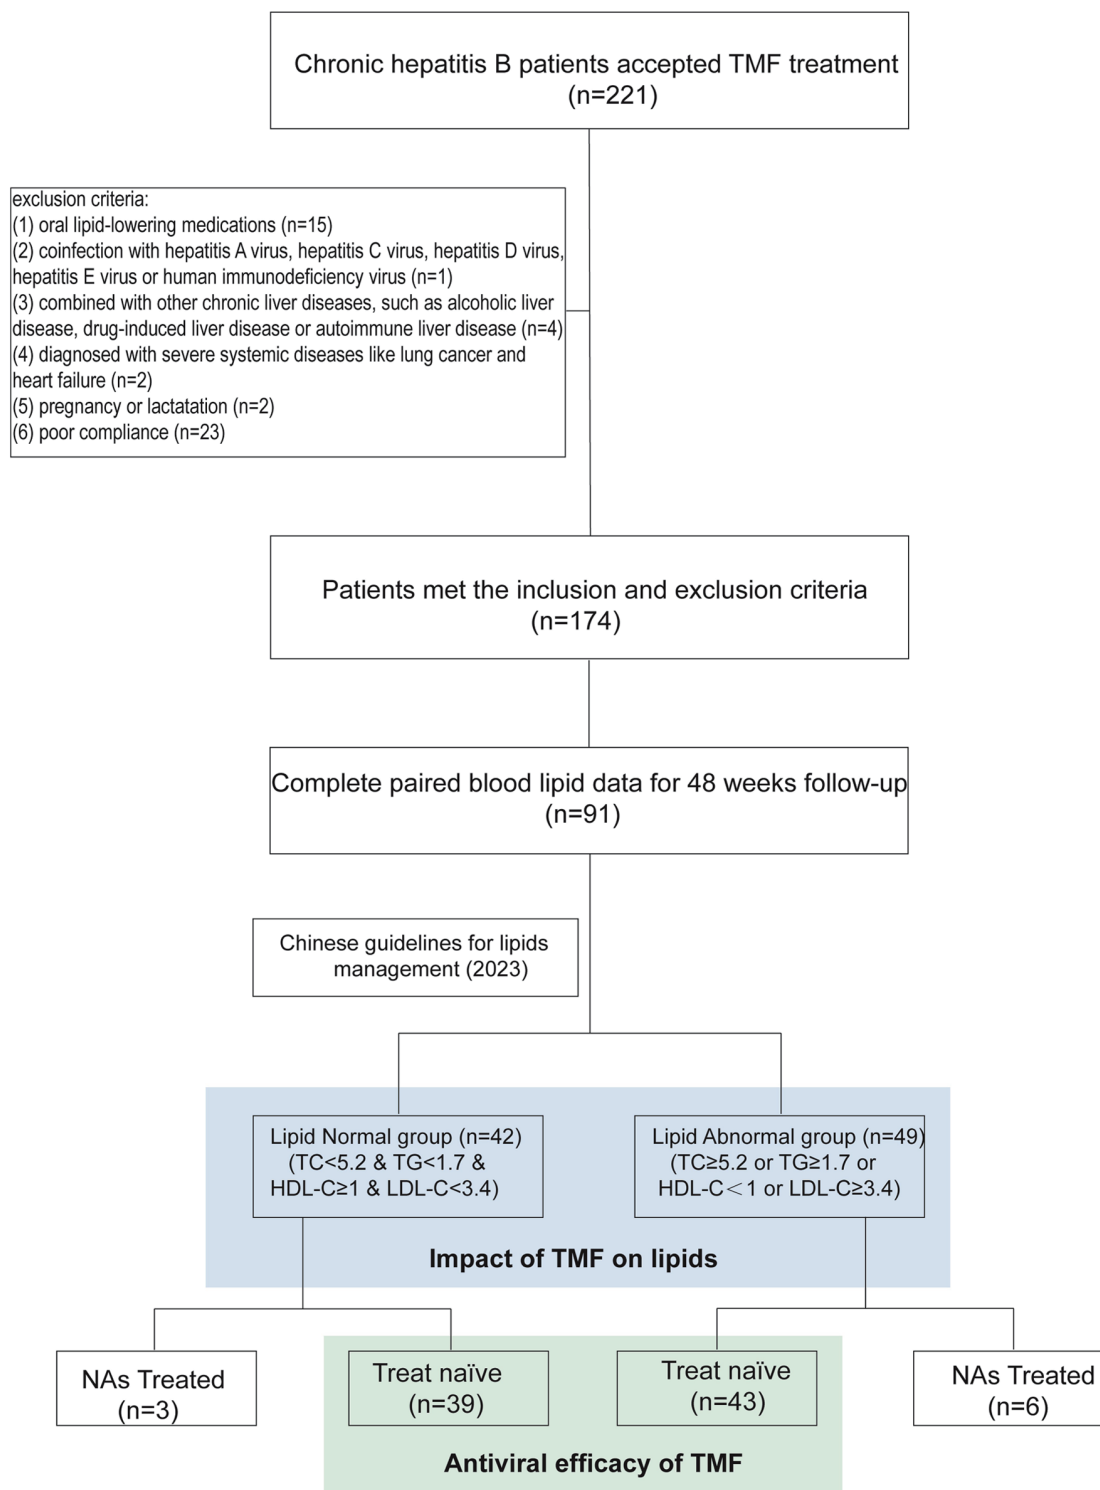 Chronic hepatitis B patients accepted TMF treatment
(n=221)
exclusion criteria:
(1) oral lipid-lowering medications (n=15)
(2) coinfection with hepatitis A virus, hepatitis C virus, hepatitis D virus,
hepatitis E virus or human immunodeficiency virus (n=1)
(3) combined with other chronic liver diseases, such as alcoholic liver
disease, drug-induced liver disease or autoimmune liver disease (n=4)
(4) diagnosed with severe systemic diseases like lung cancer and
heart failure (n=2)
(5) pregnancy or lactatation (n=2)
(6) poor compliance (n=23)
Patients met the inclusion and exclusion criteria
(n=174)
Complete paired blood lipid data for 48 weeks follow-up
(n=91)
Chinese guidelines for lipids
management (2023)
Lipid Normal group (n=42)
(TC<5.2 & TG<1.7 &
HDL-C≥1 & LDL-C<3.4)
Lipid Abnormal group (n=49)
(TC≥5.2 or TG≥1.7 or
HDL-C＜1 or LDL-C≥3.4)
Impact of TMF on lipids
NAs Treated
(n=3)
Treat naïve
(n=39)
Treat naïve
(n=43)
NAs Treated
(n=6)
Antiviral efficacy of TMF